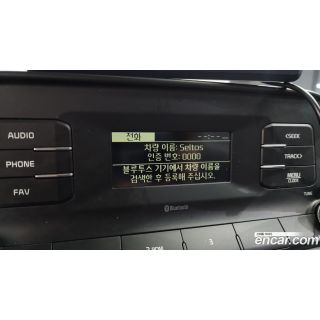 전화
차량 이름: Seltos
인증 번호: 0000
블루투스 기기에서 차량 이름을
검색한 후 등록해 주십시오.
AUDIO
PHONE
FAV
<SEEK
TRACK>
MENU
CLOCK
TUNE
Bluetooth
encar.com